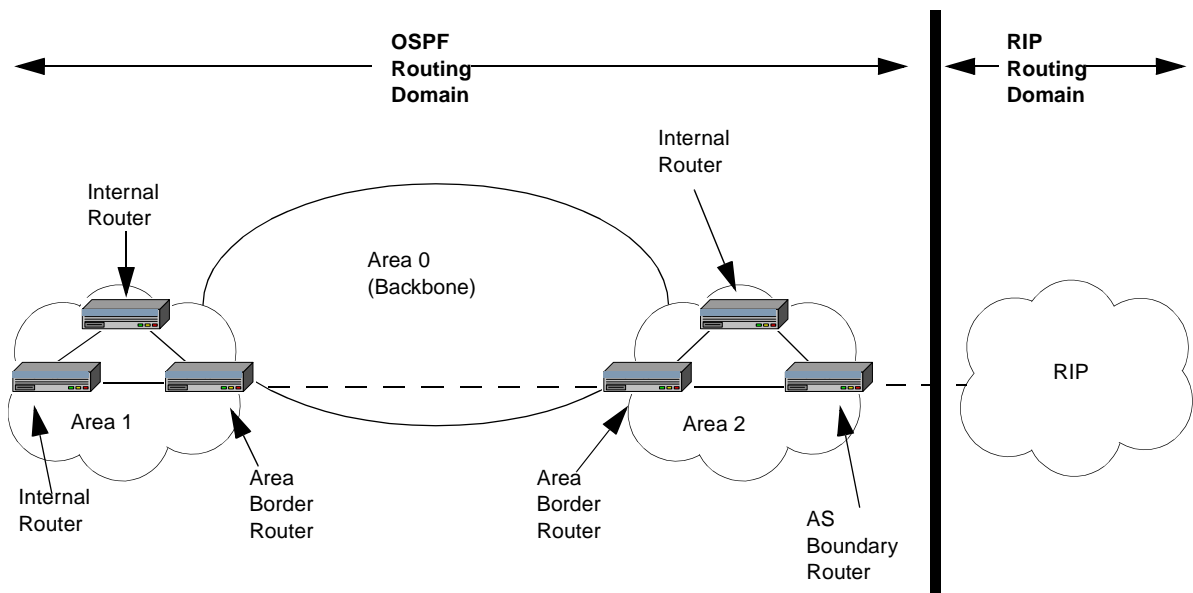 OSPF
Routing
Domain
RIP
Routing
Domain
Internal
Router
Internal
Router
Area 0
(Backbone)
RIP
Area 1
Area 2
Internal
Router
Area
Border
Router
Area
Border
Router
AS
Boundary
Router